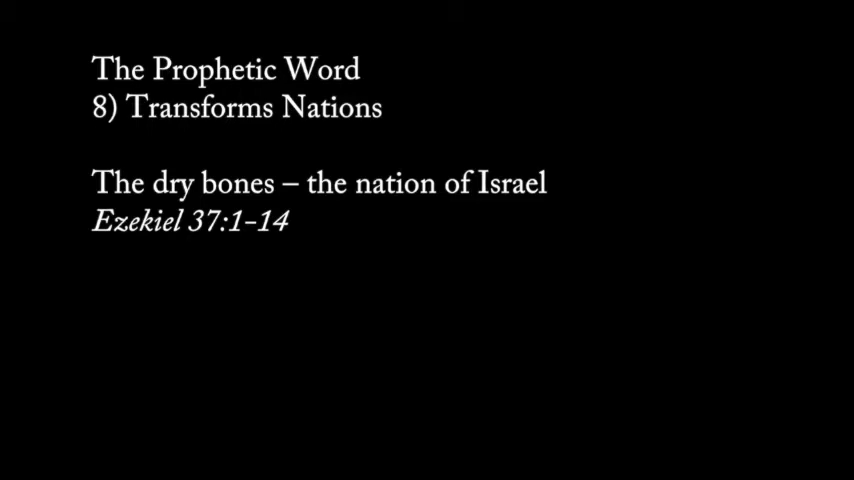 The Prophetic Word
8) Transforms Nations
The dry bones – the nation of Israel
Ezekiel 37:1-14